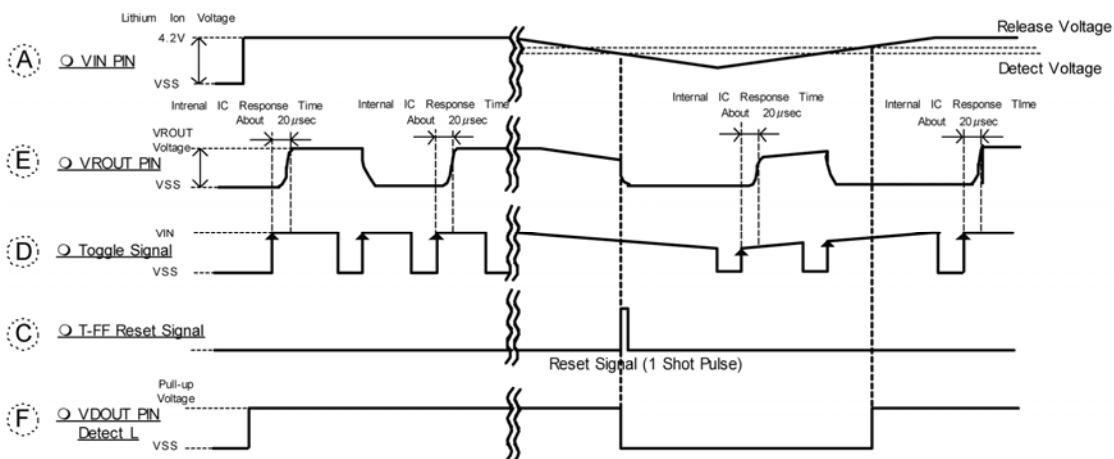 Lithium Ion Voltage
4.2V
Release Voltage
A
○ VIN PIN
Detect Voltage
VSS
Intrenal IC Response Time
About 20μsec
Internal IC Response Time
About 20μsec
Internal IC Response Time
About 20μsec
Internal IC Response TIme
About 20μsec
VROUT
Voltage
E
○ VROUT PIN
VSS
VIN
D
○ Toggle Signal
VSS
C
○ T-FF Reset Signal
Reset Signal (1 Shot Pulse)
Pull-up
Voltage
F
○ VDOUT PIN
Detect L
VSS